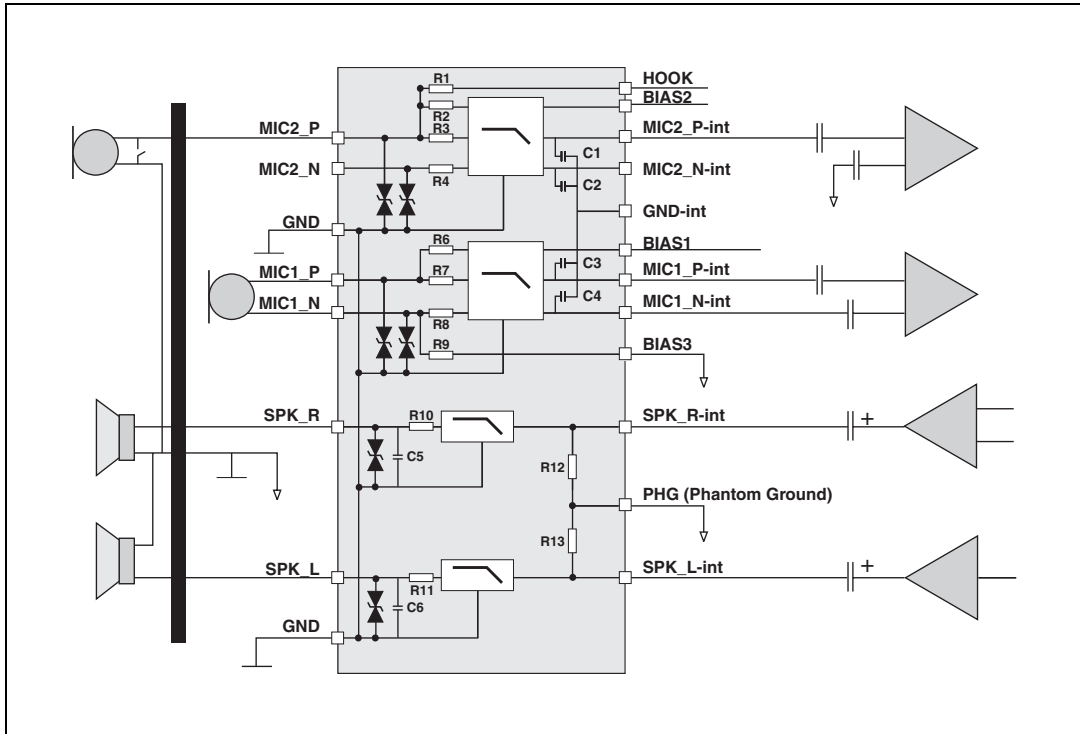 R1
HOOK
BIAS2
R2
MIC2_P
R3
MIC2_P-int
C1
MIC2_N
R4
MIC2_N-int
C2
GND-int
GND
R6
BIAS1
C3
MIC1_P
R7
MIC1_P-int
C4
MIC1_N
R8
MIC1_N-int
R9
BIAS3
SPK_R
R10
SPK_R-int
+
C5
R12
PHG (Phantom Ground)
R13
SPK_L
R11
SPK_L-int
+
C6
GND